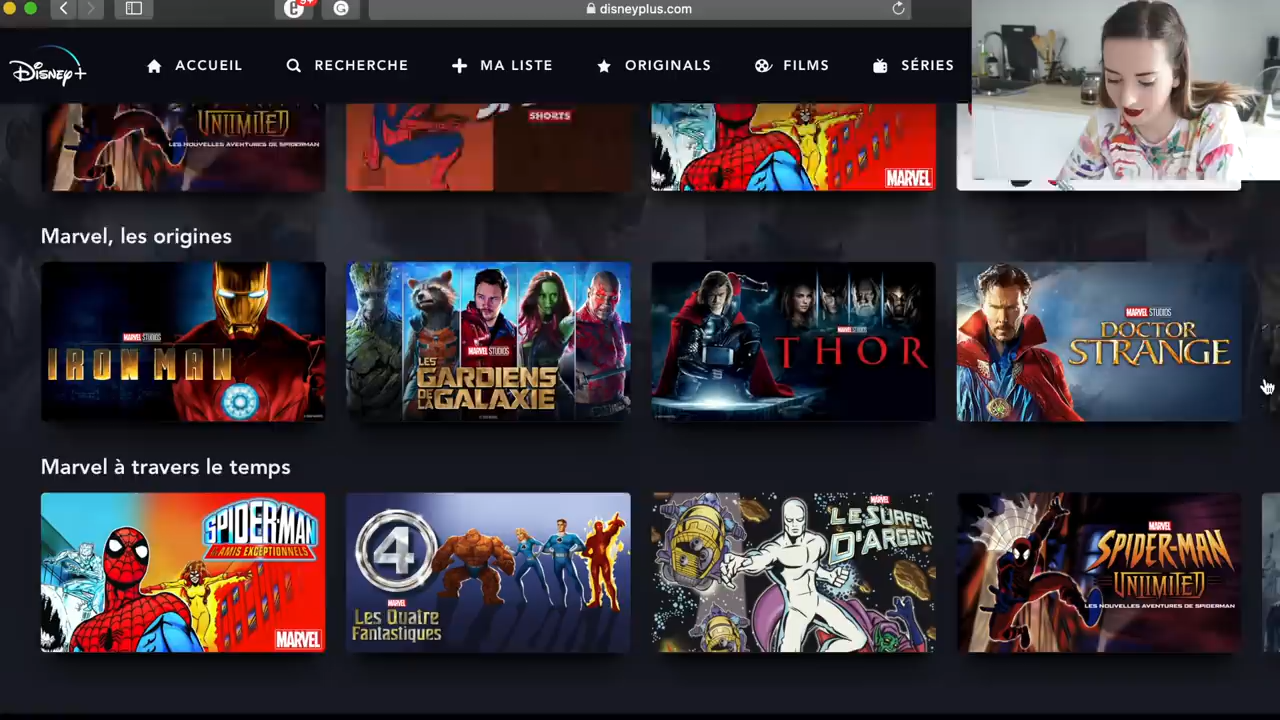 disneyplus.com
9+
Disney+
ACCUEIL
RECHERCHE
MA LISTE
ORIGINALS
FILMS
SÉRIES
UNLIMITED
LES NOUVELLES AVENTURES DE SPIDERMAN
SHORTS
MARVEL
Marvel, les origines
MARVEL STUDIOS
IRON MAN
MARVEL STUDIOS
LES
GARDIENS
DE LA GALAXIE
MARVEL STUDIOS
THOR
MARVEL STUDIOS
DOCTOR
STRANGE
Marvel à travers le temps
SPIDER-MAN
ET SES AMIS EXCEPTIONNELS
MARVEL
4
MARVEL
Les Quatre
Fantastiques
MARVEL
LE SURFER
D'ARGENT
MARVEL
SPIDER-MAN
UNLIMITED
LES NOUVELLES AVENTURES DE SPIDERMAN